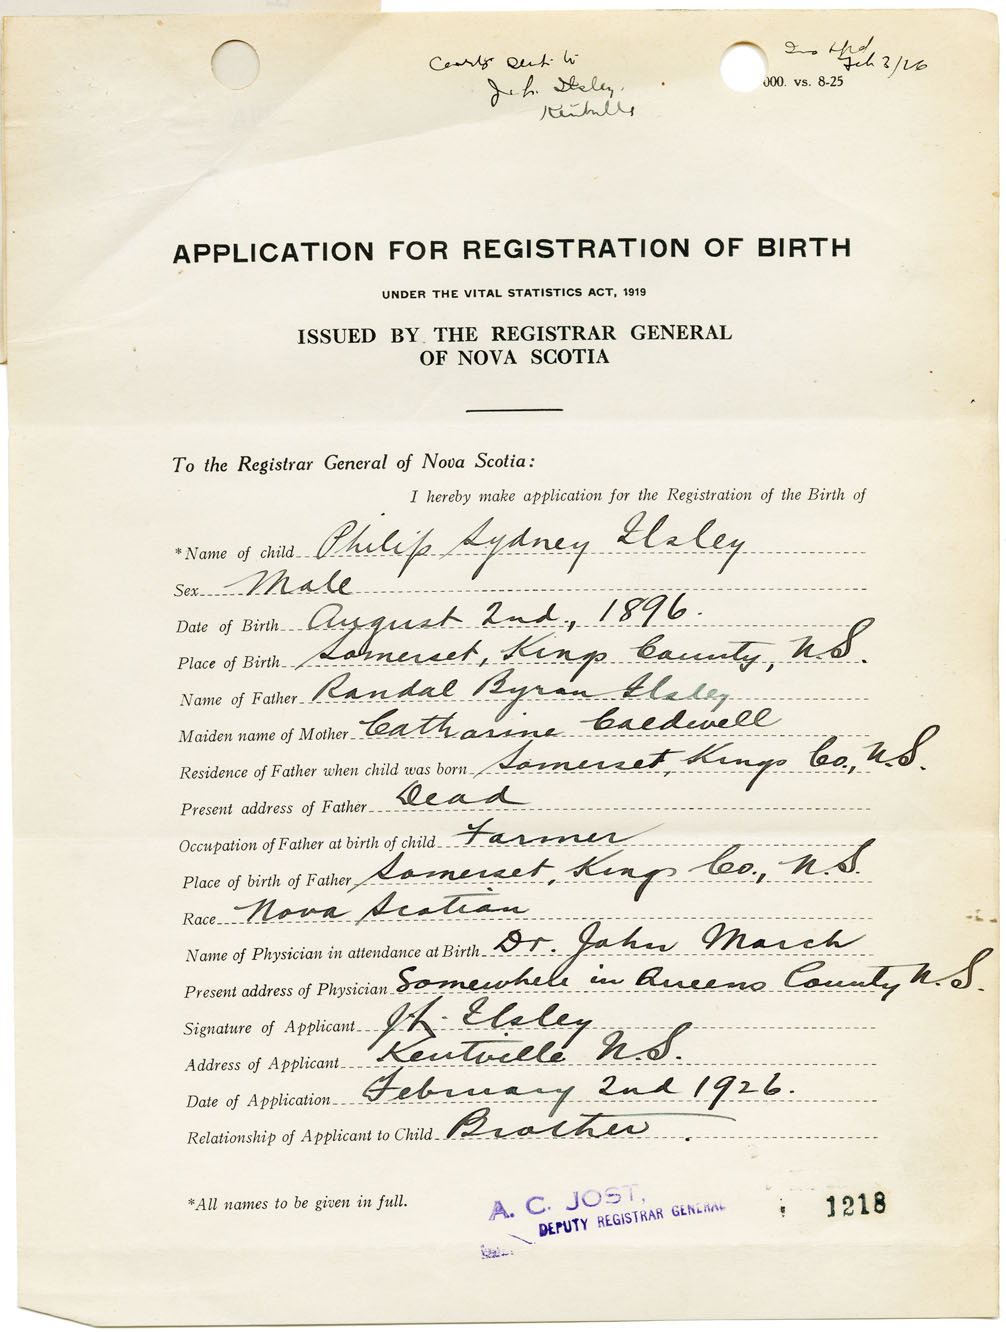 sent to
J. L. Ilsley.
Kentville
Feb 3/26
000. vs. 8-25
APPLICATION FOR REGISTRATION OF BIRTH
UNDER THE VITAL STATISTICS ACT, 1919
ISSUED BY THE REGISTRAR GENERAL
OF NOVA SCOTIA
To the Registrar General of Nova Scotia:
I hereby make application for the Registration of the Birth of
*Name of child Philip Sydney Ilsley
Sex Male
Date of Birth August 2nd., 1896.
Place of Birth Somerset, Kings County, N.S.
Name of Father Randal Byron Ilsley
Maiden name of Mother Catharine Caldwell
Residence of Father when child was born Somerset, Kings Co., N.S.
Present address of Father Dead
Occupation of Father at birth of child Farmer
Place of birth of Father Somerset, Kings Co., N.S.
Race Nova Scotian
Name of Physician in attendance at Birth Dr. John March
Present address of Physician Somewhere in Queens County N.S.
Signature of Applicant J L. Ilsley
Address of Applicant Kentville N.S.
Date of Application February 2nd 1926.
Relationship of Applicant to Child Brother.
*All names to be given in full.
A. C. JOST,
DEPUTY REGISTRAR GENERAL
1218